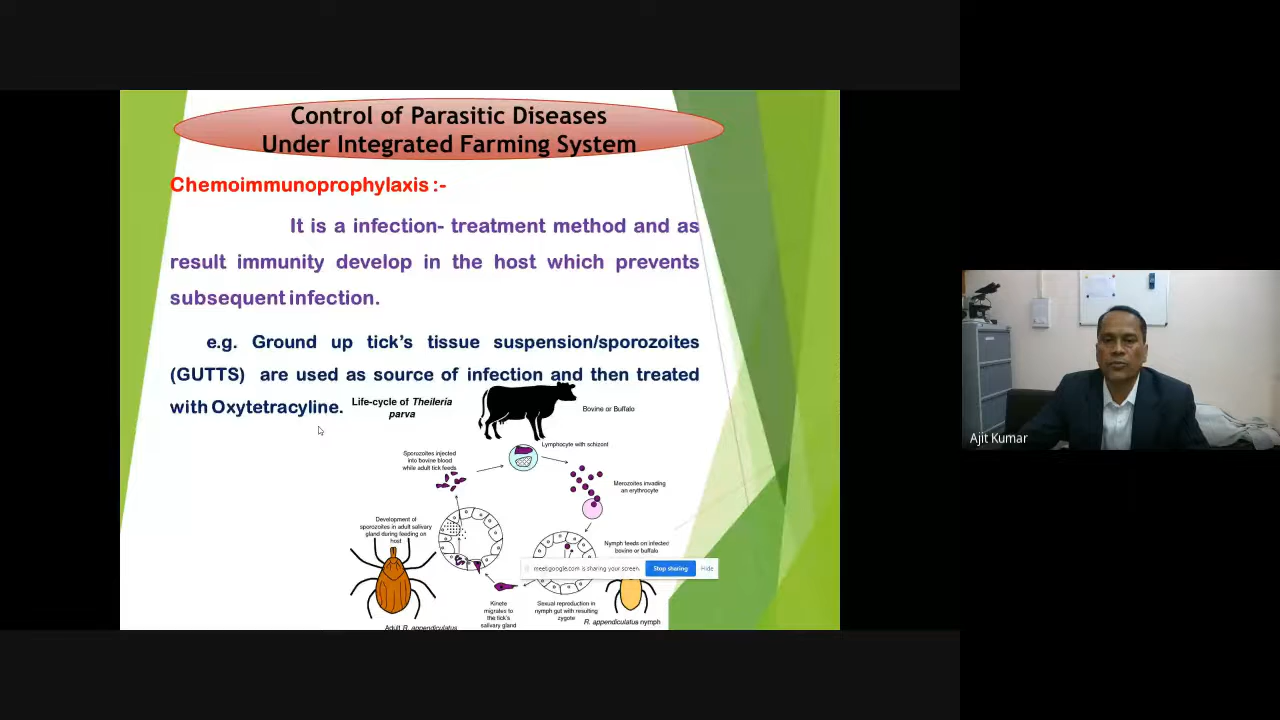 Control of Parasitic Diseases
Under Integrated Farming System
Chemoimmunoprophylaxis :-
It is a infection- treatment method and as
result immunity develop in the host which prevents
subsequent infection.
e.g. Ground up tick's tissue suspension/sporozoites
(GUTTS) are used as source of infection and then treated
with Oxytetracyline.
Life-cycle of Theileria
parva
Bovine or Buffalo
Lymphocyte with schizont
Sporozoites injected
into bovine blood
while adult tick feeds
Merozoites invading
an erythrocyte
Development of
sporozoites in adult salivary
gland during feeding on
host
Nymph feeds on infected
bovine or buffalo
meet.google.com is sharing your screen.
Stop sharing
Hide
Kinete
migrates to
the tick's
salivary gland
Sexual reproduction in
nymph gut with resulting
zygote
R. appendiculatus nymph
Adult R. appendiculatus
Ajit Kumar